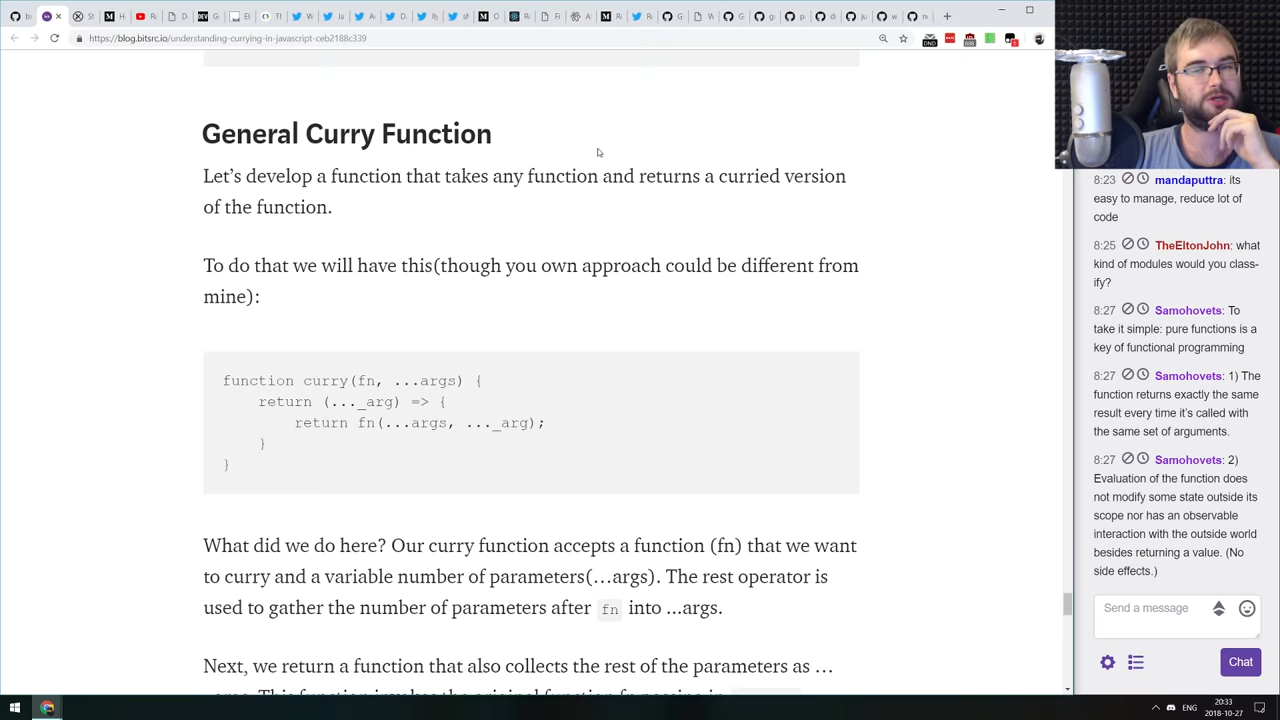 https://blog.bitsrc.io/understanding-currying-in-javascript-ceb2188c339
General Curry Function
Let's develop a function that takes any function and returns a curried version
of the function.
To do that we will have this(though you own approach could be different from
mine):
function curry(fn, ...args) {
return (..._arg) => {
return fn(...args, ..._arg);
}
}
What did we do here? Our curry function accepts a function (fn) that we want
to curry and a variable number of parameters(…args). The rest operator is
used to gather the number of parameters after fn into ...args.
Next, we return a function that also collects the rest of the parameters as …
8:23 mandaputtra: its
easy to manage, reduce lot of
code
8:25 TheEltonJohn: what
kind of modules would you class-
ify?
8:27 Samohovets: To
take it simple: pure functions is a
key of functional programming
8:27 Samohovets: 1) The
function returns exactly the same
result every time it's called with
the same set of arguments.
8:27 Samohovets: 2)
Evaluation of the function does
not modify some state outside its
scope nor has an observable
interaction with the outside world
besides returning a value. (No
side effects.)
Send a message
Chat
ENG
20:33
2018-10-27